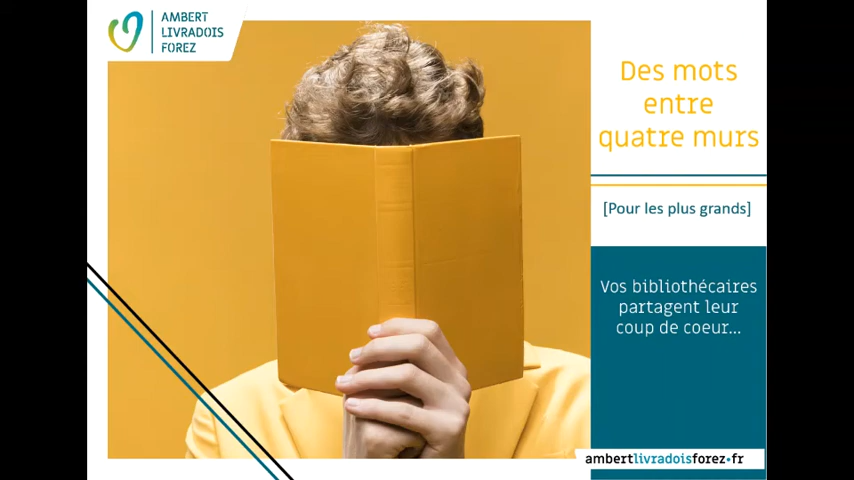 AMBERT
LIVRADOIS
FOREZ
Des mots
entre
quatre murs
[Pour les plus grands]
Vos bibliothécaires
partagent leur
coup de coeur...
ambertlivradoisforez.fr